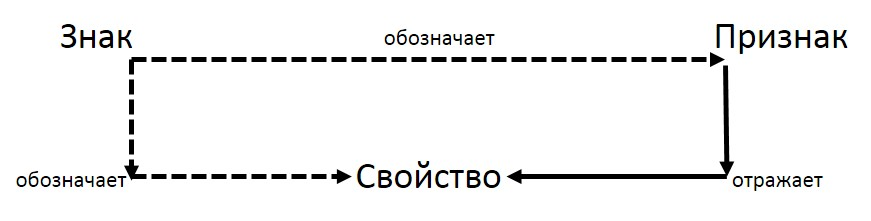 Знак
обозначает
Признак
обозначает
Свойство
отражает